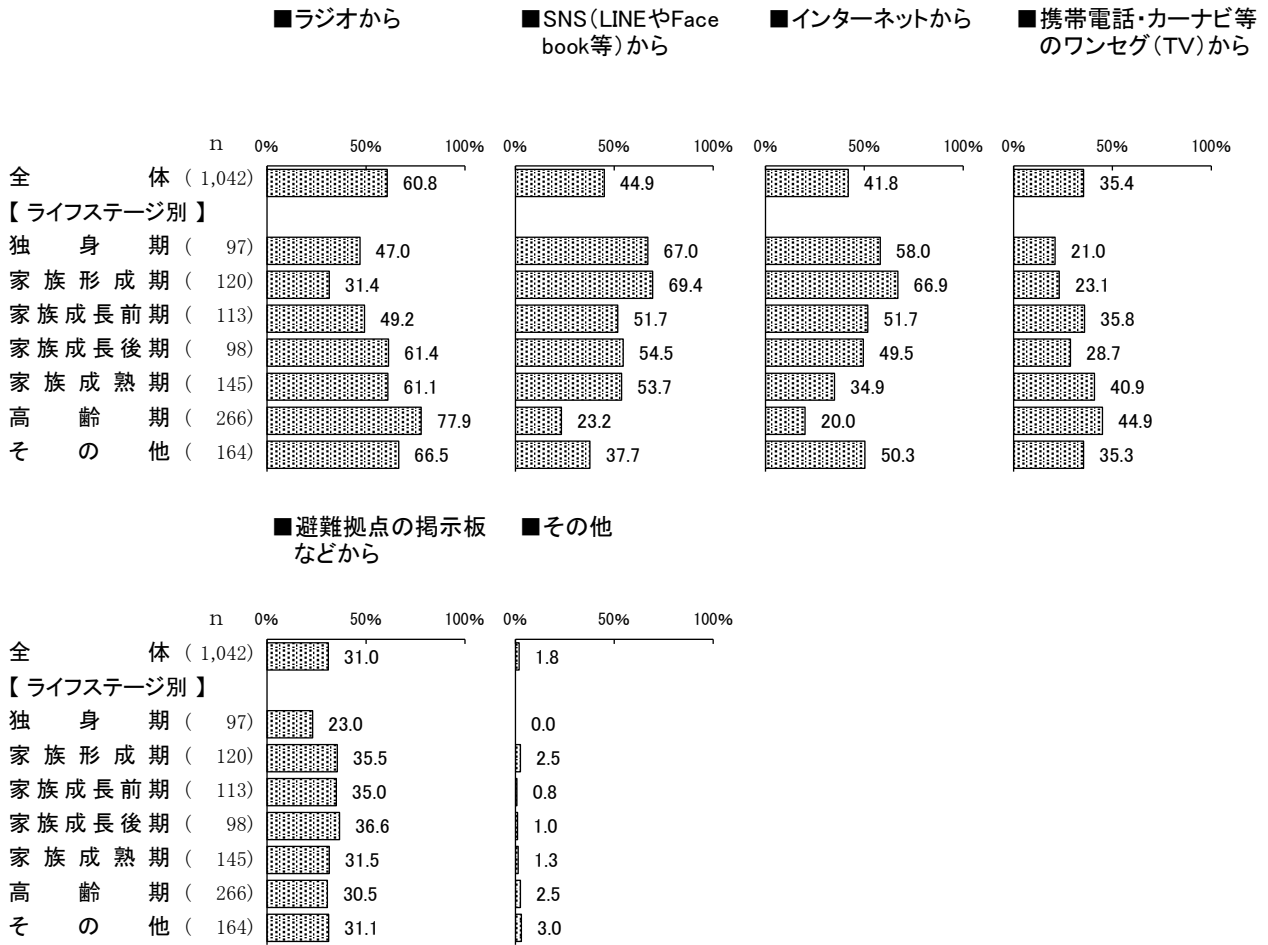 ■ラジオから ■SNS(LINEやFace ■インターネットから ■携帯電話・カーナビ等
book等)から のワンセグ(TV)から
n 0% 50% 100% 0% 50% 100% 0% 50% 100% 0% 50% 100%
全体 (1,042) 60.8 44.9 41.8 35.4
【ライフステージ別】
独身期 (97) 47.0 67.0 58.0 21.0
家族形成期 (120) 31.4 69.4 66.9 23.1
家族成長前期 (113) 49.2 51.7 51.7 35.8
家族成長後期 (98) 61.4 54.5 49.5 28.7
家族成熟期 (145) 61.1 53.7 34.9 40.9
高齢期 (266) 77.9 23.2 20.0 44.9
その他 (164) 66.5 37.7 50.3 35.3
■避難拠点の掲示板 ■その他
などから
n 0% 50% 100% 0% 50% 100%
全体 (1,042) 31.0 1.8
【ライフステージ別】
独身期 (97) 23.0 0.0
家族形成期 (120) 35.5 2.5
家族成長前期 (113) 35.0 0.8
家族成長後期 (98) 36.6 1.0
家族成熟期 (145) 31.5 1.3
高齢期 (266) 30.5 2.5
その他 (164) 31.1 3.0